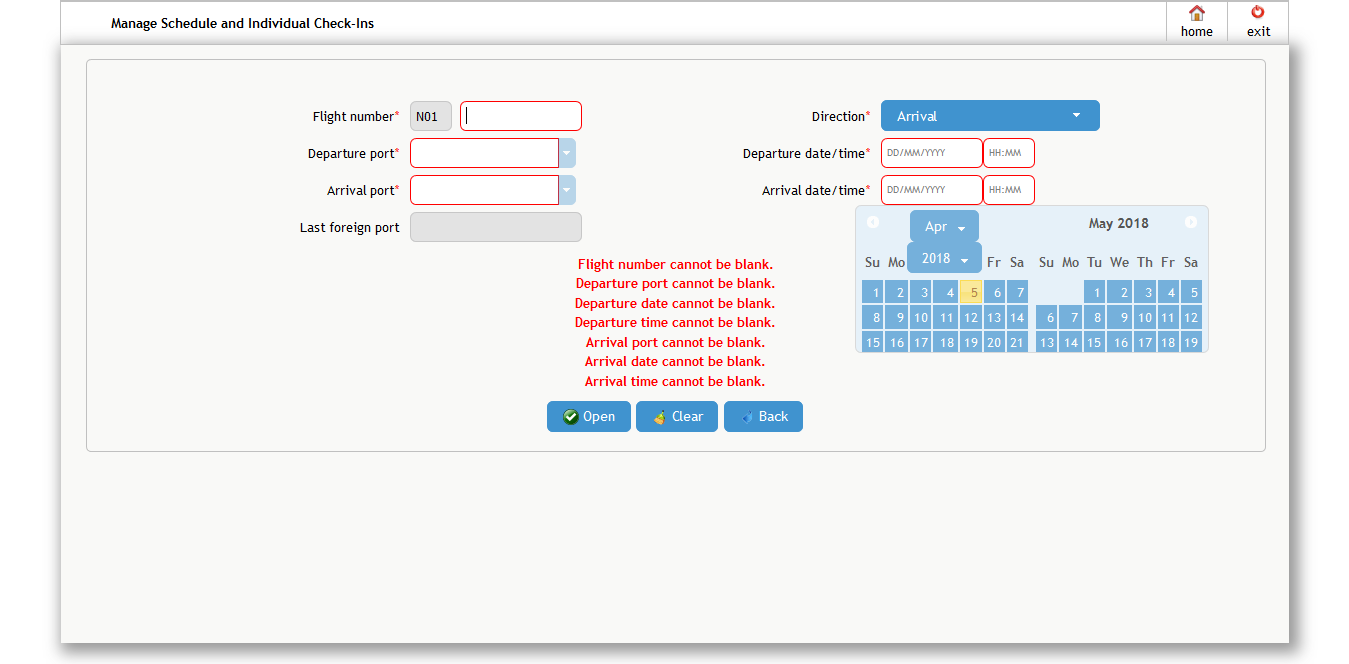 Manage Schedule and Individual Check-Ins
home
exit
Flight number* N01
Direction* Arrival
Departure port*
Departure date/time* DD/MM/YYYY HH:MM
Arrival port*
Arrival date/time* DD/MM/YYYY HH:MM
Last foreign port
Apr
2018
May 2018
Su Mo Fr Sa
Su Mo Tu We Th Fr Sa
1 2 3 4 5 6 7
1 2 3 4 5
8 9 10 11 12 13 14
6 7 8 9 10 11 12
15 16 17 18 19 20 21
13 14 15 16 17 18 19
Flight number cannot be blank.
Departure port cannot be blank.
Departure date cannot be blank.
Departure time cannot be blank.
Arrival port cannot be blank.
Arrival date cannot be blank.
Arrival time cannot be blank.
Open Clear Back